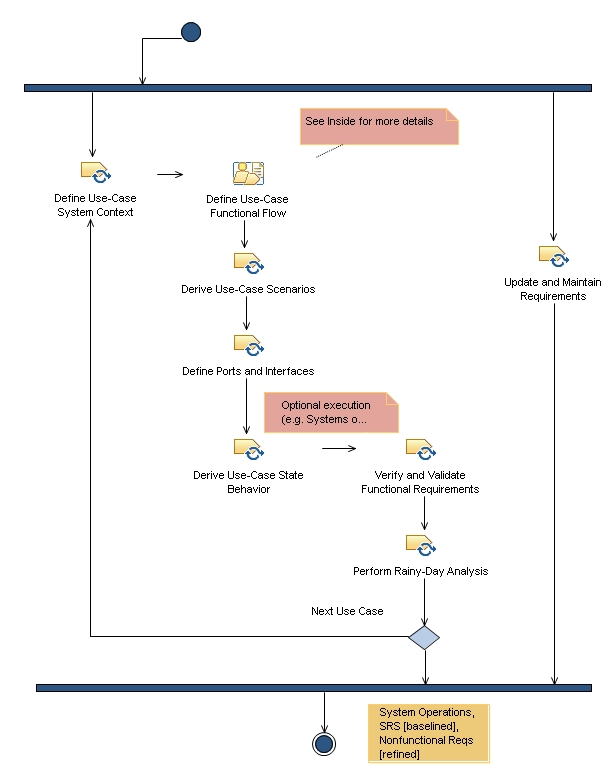 See Inside for more details
Define Use-Case
System Context
Define Use-Case
Functional Flow
Derive Use-Case Scenarios
Update and Maintain
Requirements
Define Ports and Interfaces
Optional execution
(e.g. Systems o...
Derive Use-Case State
Behavior
Verify and Validate
Functional Requirements
Perform Rainy-Day Analysis
Next Use Case
System Operations,
SRS [baselined],
Nonfunctional Reqs
[refined]